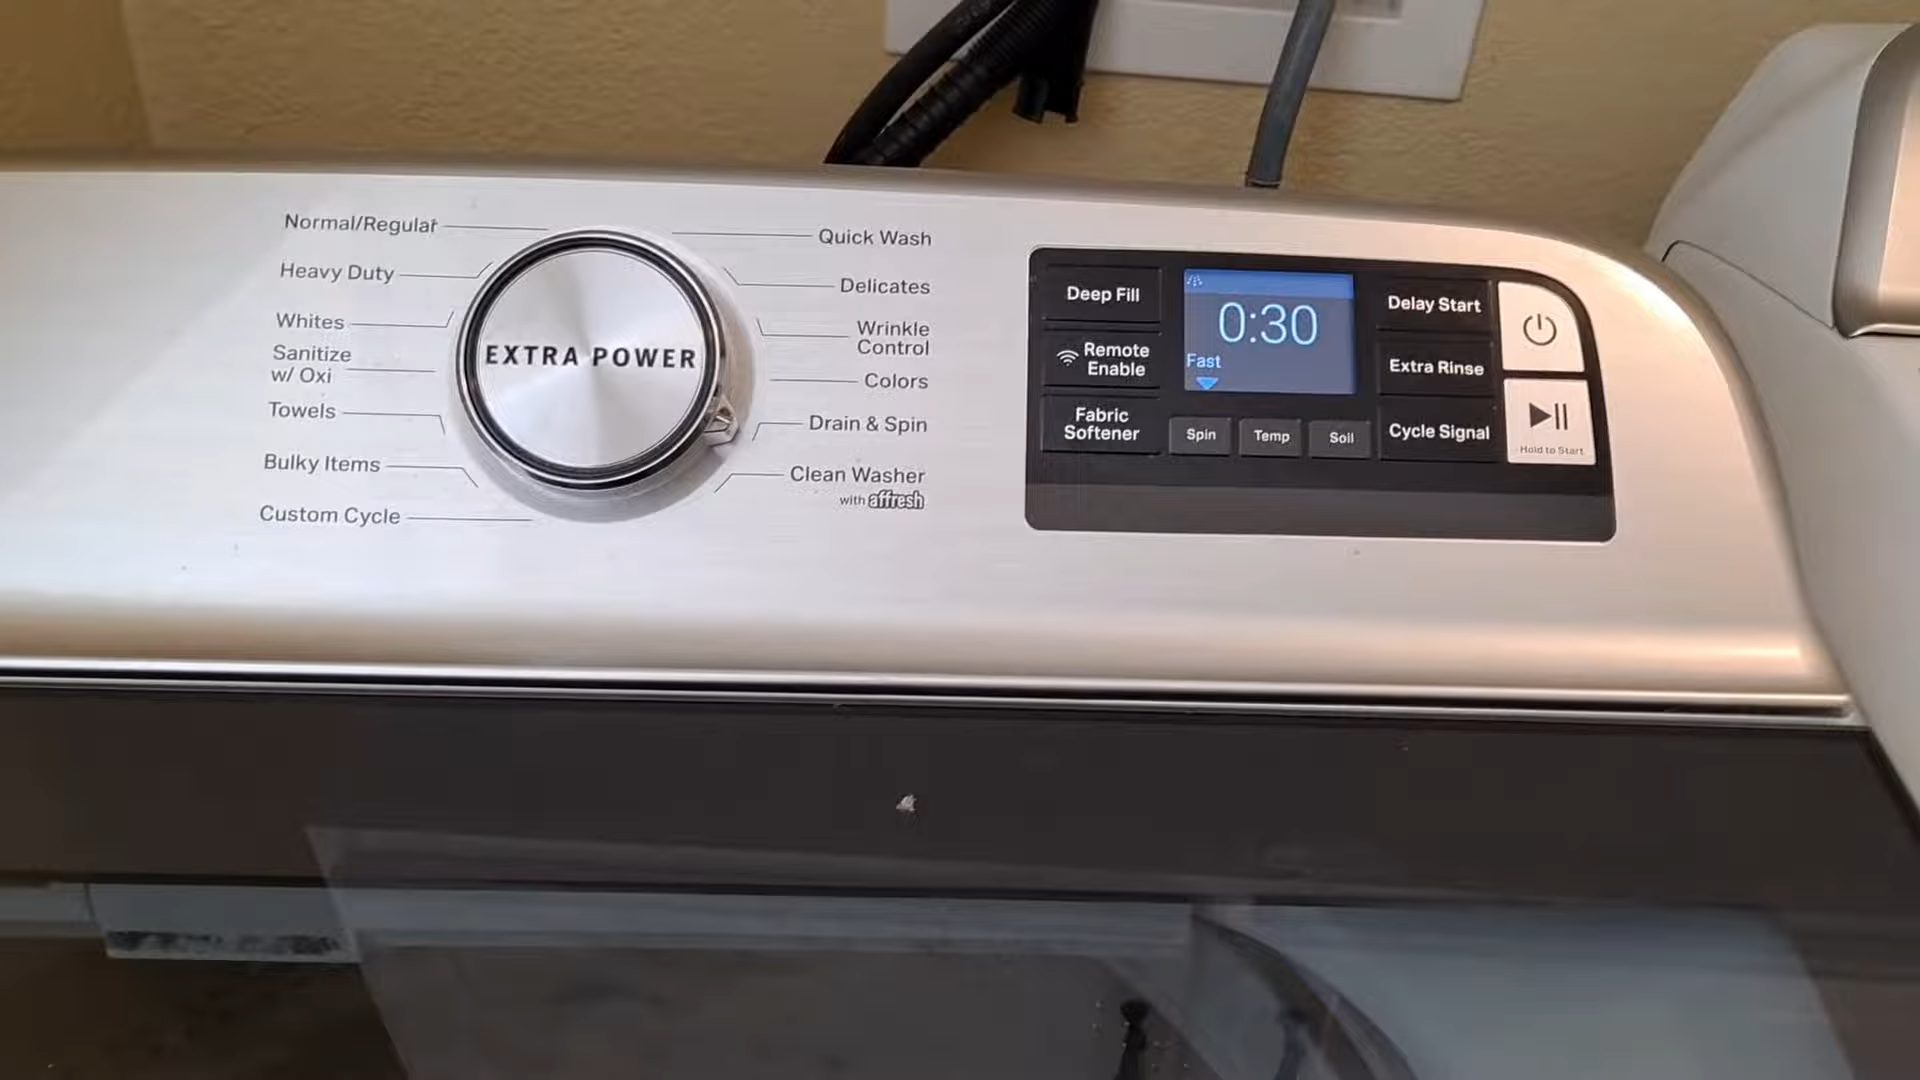 Normal/Regular
Heavy Duty
Whites
Sanitize
w/ Oxi
Towels
Bulky Items
Custom Cycle
EXTRA POWER
Quick Wash
Delicates
Wrinkle
Control
Colors
Drain & Spin
Clean Washer
with affresh
Deep Fill
Remote
Enable
Fabric
Softener
0:30
Fast
Spin
Temp
Soil
Delay Start
Extra Rinse
Cycle Signal
Hold to Start